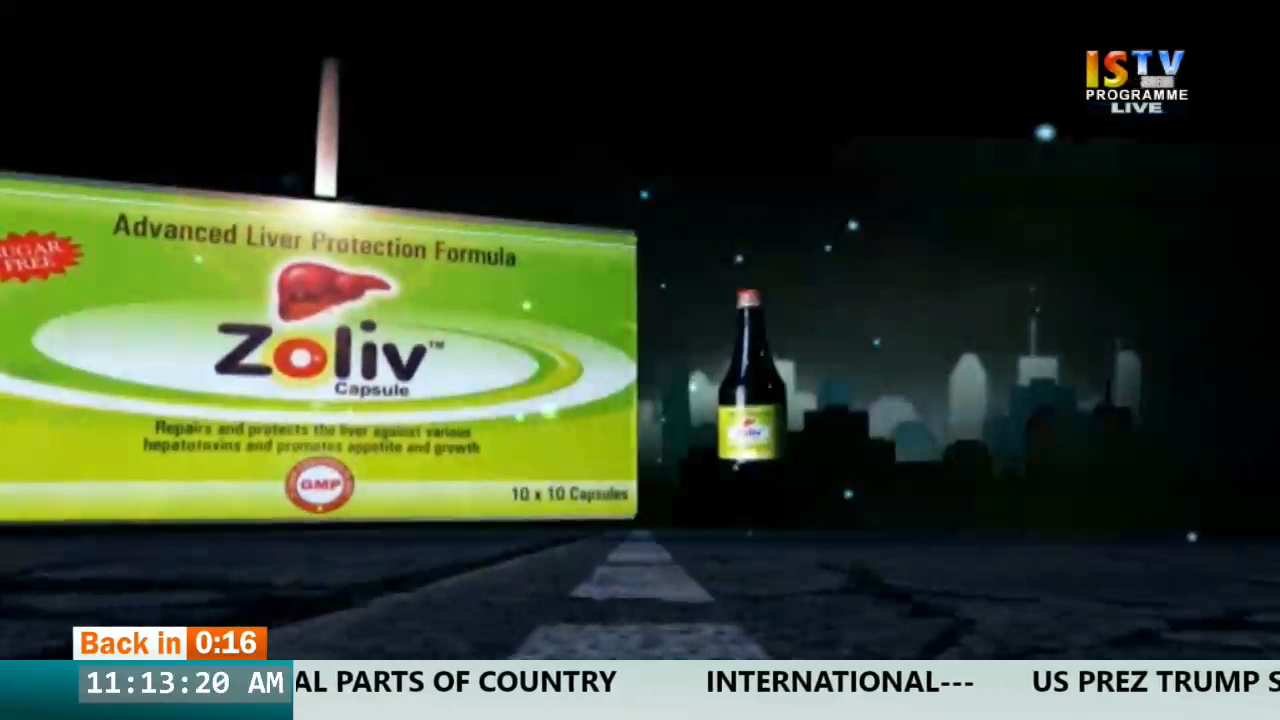 ISTV
PROGRAMME
LIVE
SUGAR
FREE
Advanced Liver Protection Formula
Zoliv™
Capsule
Repairs and protects the liver against various
hepatotoxins and promotes appetite and growth
GMP
10 x 10 Capsules
Zoliv
Back in 0:16
11:13:20 AM
AL PARTS OF COUNTRY INTERNATIONAL--- US PREZ TRUMP S